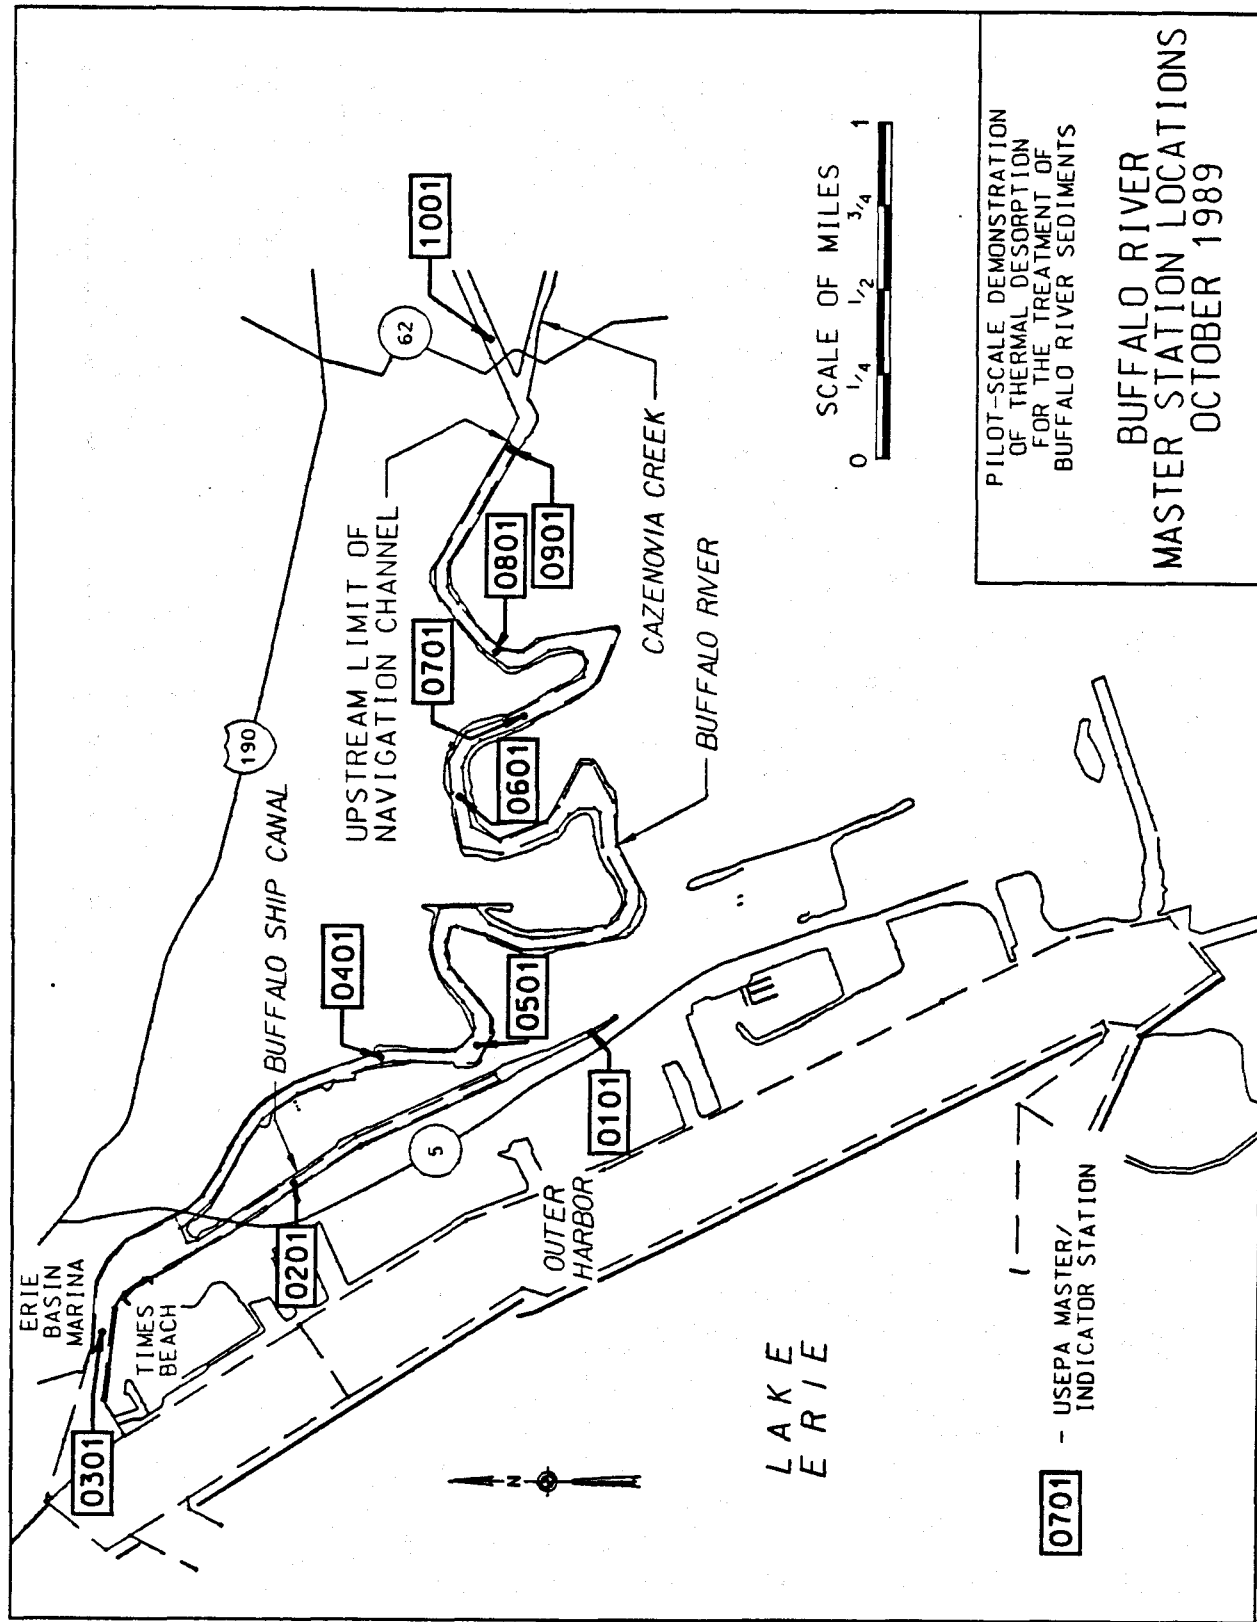 ERIE
BASIN
MARINA
TIMES
BEACH
0301
0201
BUFFALO SHIP CANAL
190
0401
0501
0101
5
OUTER
HARBOR
LAKE
ERIE
N
UPSTREAM LIMIT OF
NAVIGATION CHANNEL
0701
0601
0801
0901
1001
62
CAZENOVIA CREEK
BUFFALO RIVER
SCALE OF MILES
0 1/4 1/2 3/4 1
0701 - USEPA MASTER/
INDICATOR STATION
PILOT-SCALE DEMONSTRATION
OF THERMAL DESORPTION
FOR THE TREATMENT OF
BUFFALO RIVER SEDIMENTS
BUFFALO RIVER
MASTER STATION LOCATIONS
OCTOBER 1989